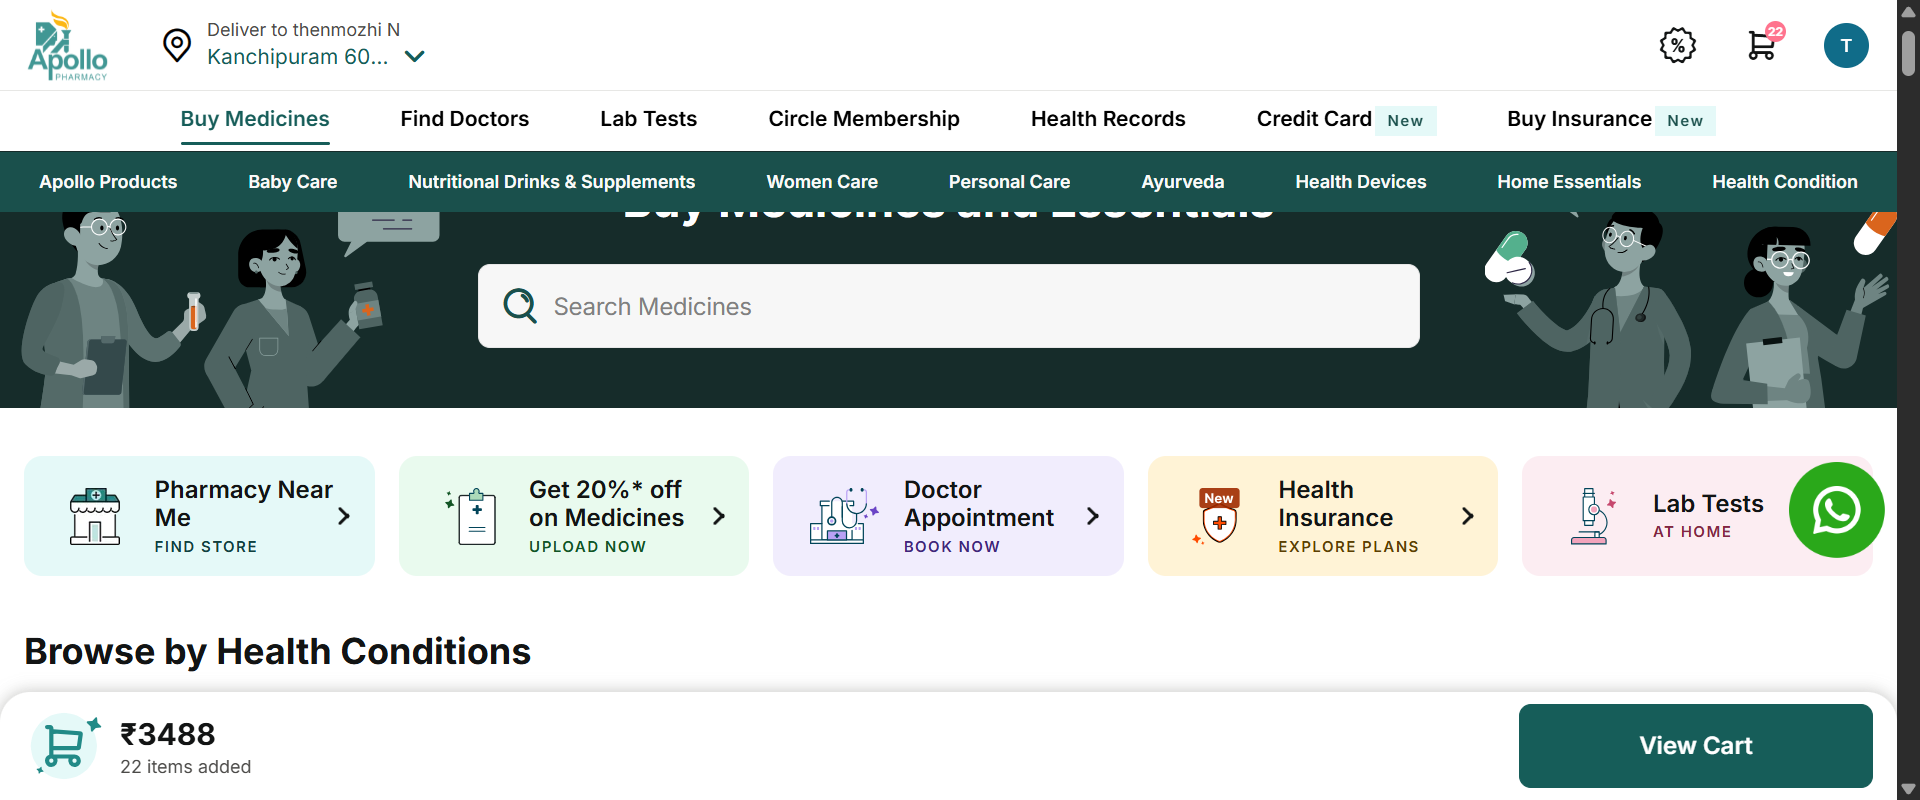 Apollo
PHARMACY
Deliver to thenmozhi N
Kanchipuram 60...
%
22
T
Buy Medicines
Find Doctors
Lab Tests
Circle Membership
Health Records
Credit Card New
Buy Insurance New
Apollo Products
Baby Care
Nutritional Drinks & Supplements
Women Care
Personal Care
Ayurveda
Health Devices
Home Essentials
Health Condition
Buy Medicines and Essentials
Search Medicines
Pharmacy Near
Me
FIND STORE
Get 20%* off
on Medicines
UPLOAD NOW
Doctor
Appointment
BOOK NOW
New
Health
Insurance
EXPLORE PLANS
Lab Tests
AT HOME
Browse by Health Conditions
₹3488
22 items added
View Cart